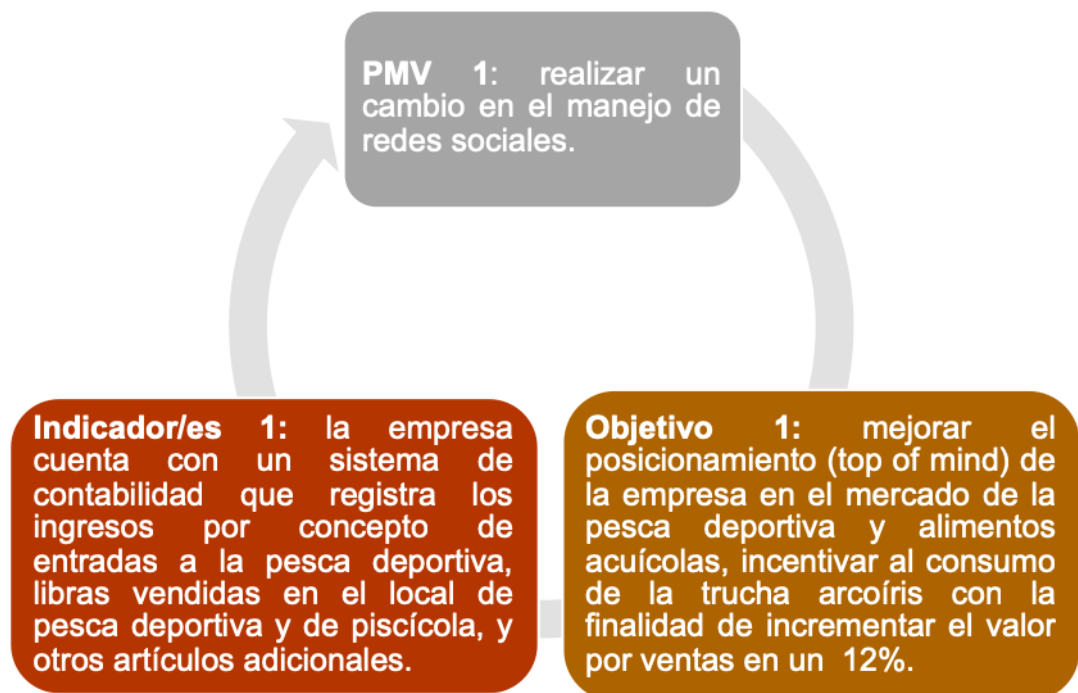 PMV 1: realizar un
cambio en el manejo de
redes sociales.
Indicador/es 1: la empresa
cuenta con un sistema de
contabilidad que registra los
ingresos por concepto de
entradas a la pesca deportiva,
libras vendidas en el local de
pesca deportiva y de piscícola, y
otros artículos adicionales.
Objetivo 1: mejorar el
posicionamiento (top of mind) de
la empresa en el mercado de la
pesca deportiva y alimentos
acuícolas, incentivar al consumo
de la trucha arcoíris con la
finalidad de incrementar el valor
por ventas en un 12%.